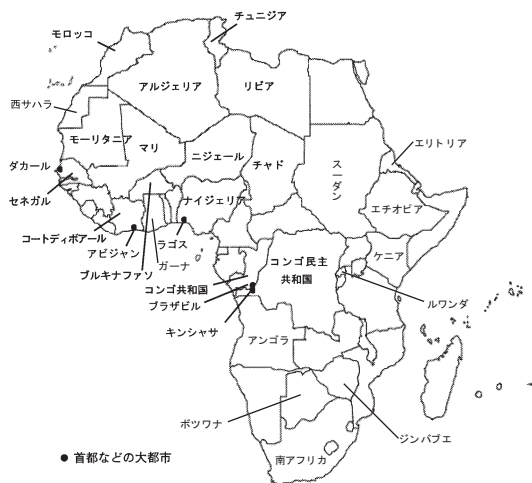 チュニジア
モロッコ
アルジェリア
リビア
西サハラ
モーリタニア
マリ
ニジェール
チャド
スーダン
エリトリア
ダカール
セネガル
ナイジェリア
エチオピア
コートディボアール
アビジャン
ラゴス
ガーナ
ブルキナファソ
ケニア
コンゴ民主
共和国
コンゴ共和国
ブラザビル
キンシャサ
ルワンダ
アンゴラ
ボツワナ
ジンバブエ
南アフリカ
● 首都などの大都市